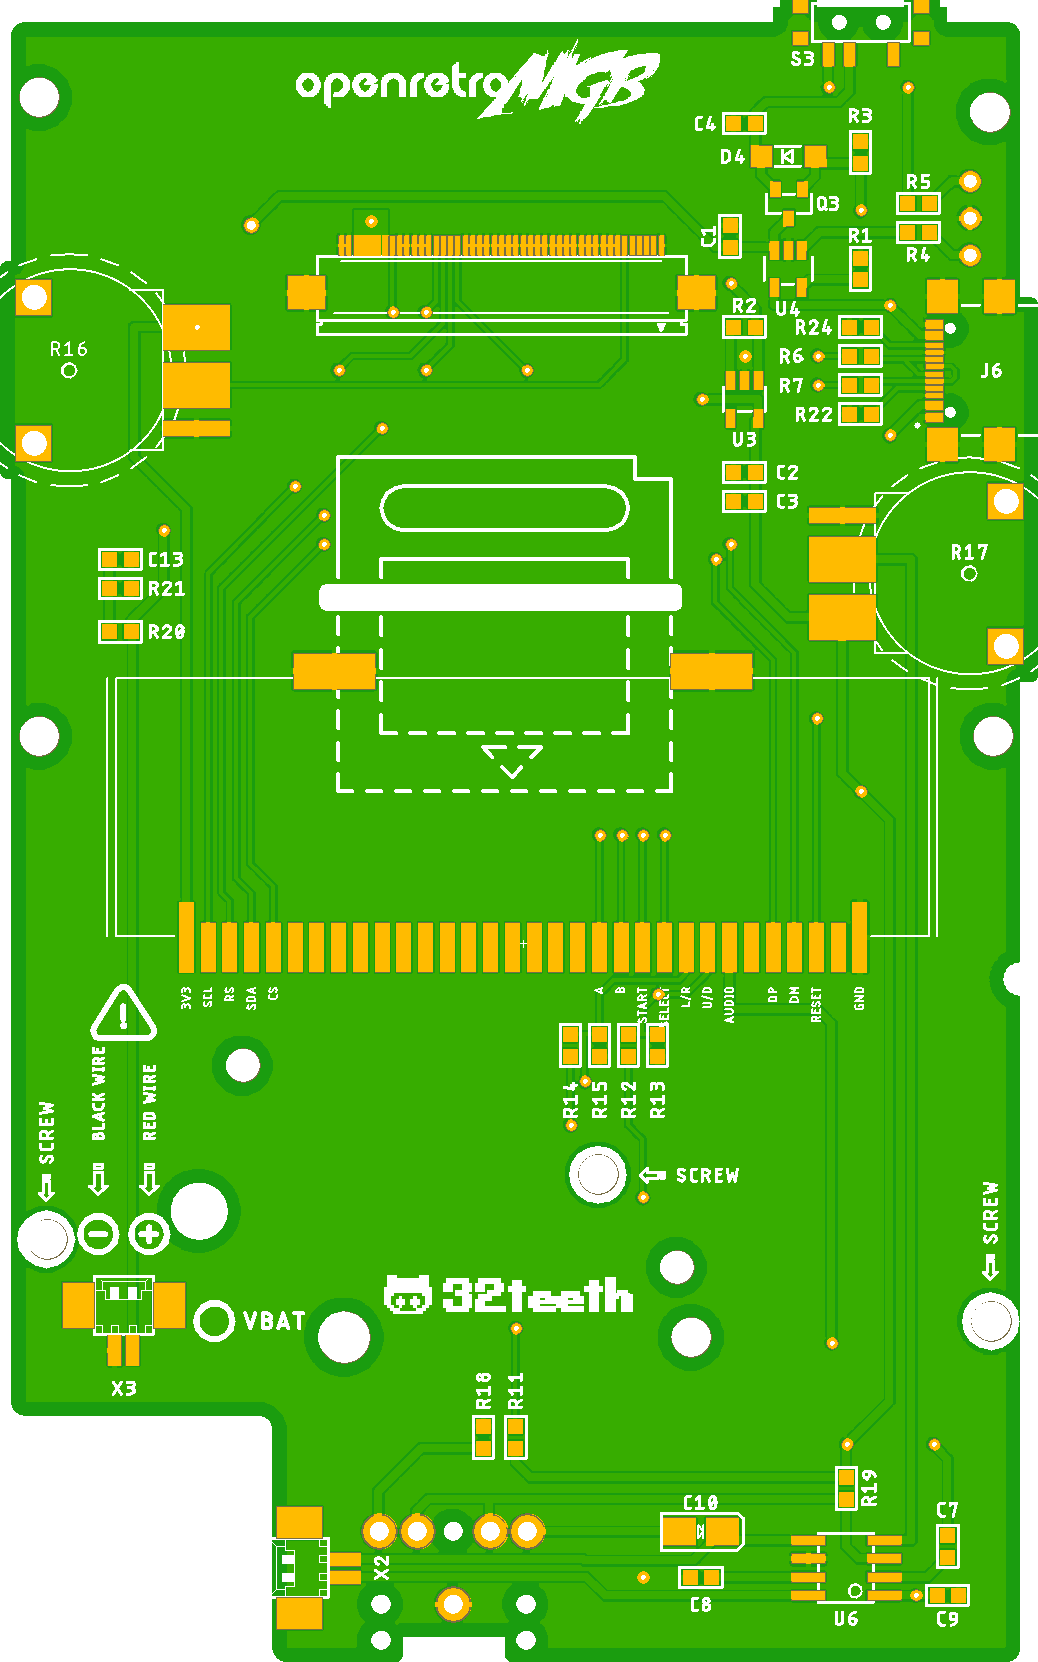 S3
openretro MGB
C4
R3
D4
R5
Q3
C1
R1
R4
U4
R2
R24
R16
R6
J6
R7
R22
U3
C2
C3
R17
C13
R21
R20
3V3
SCL
RS
SDA
CS
A
B
START
SELECT
L/R
U/D
AUDIO
DP
DM
RESET
GND
!
BLACK WIRE
RED WIRE
SCREW
R14
R15
R12
R13
SCREW
SCREW
32teeth
VBAT
X3
R18
R11
R19
C10
C7
X2
C8
U6
C9